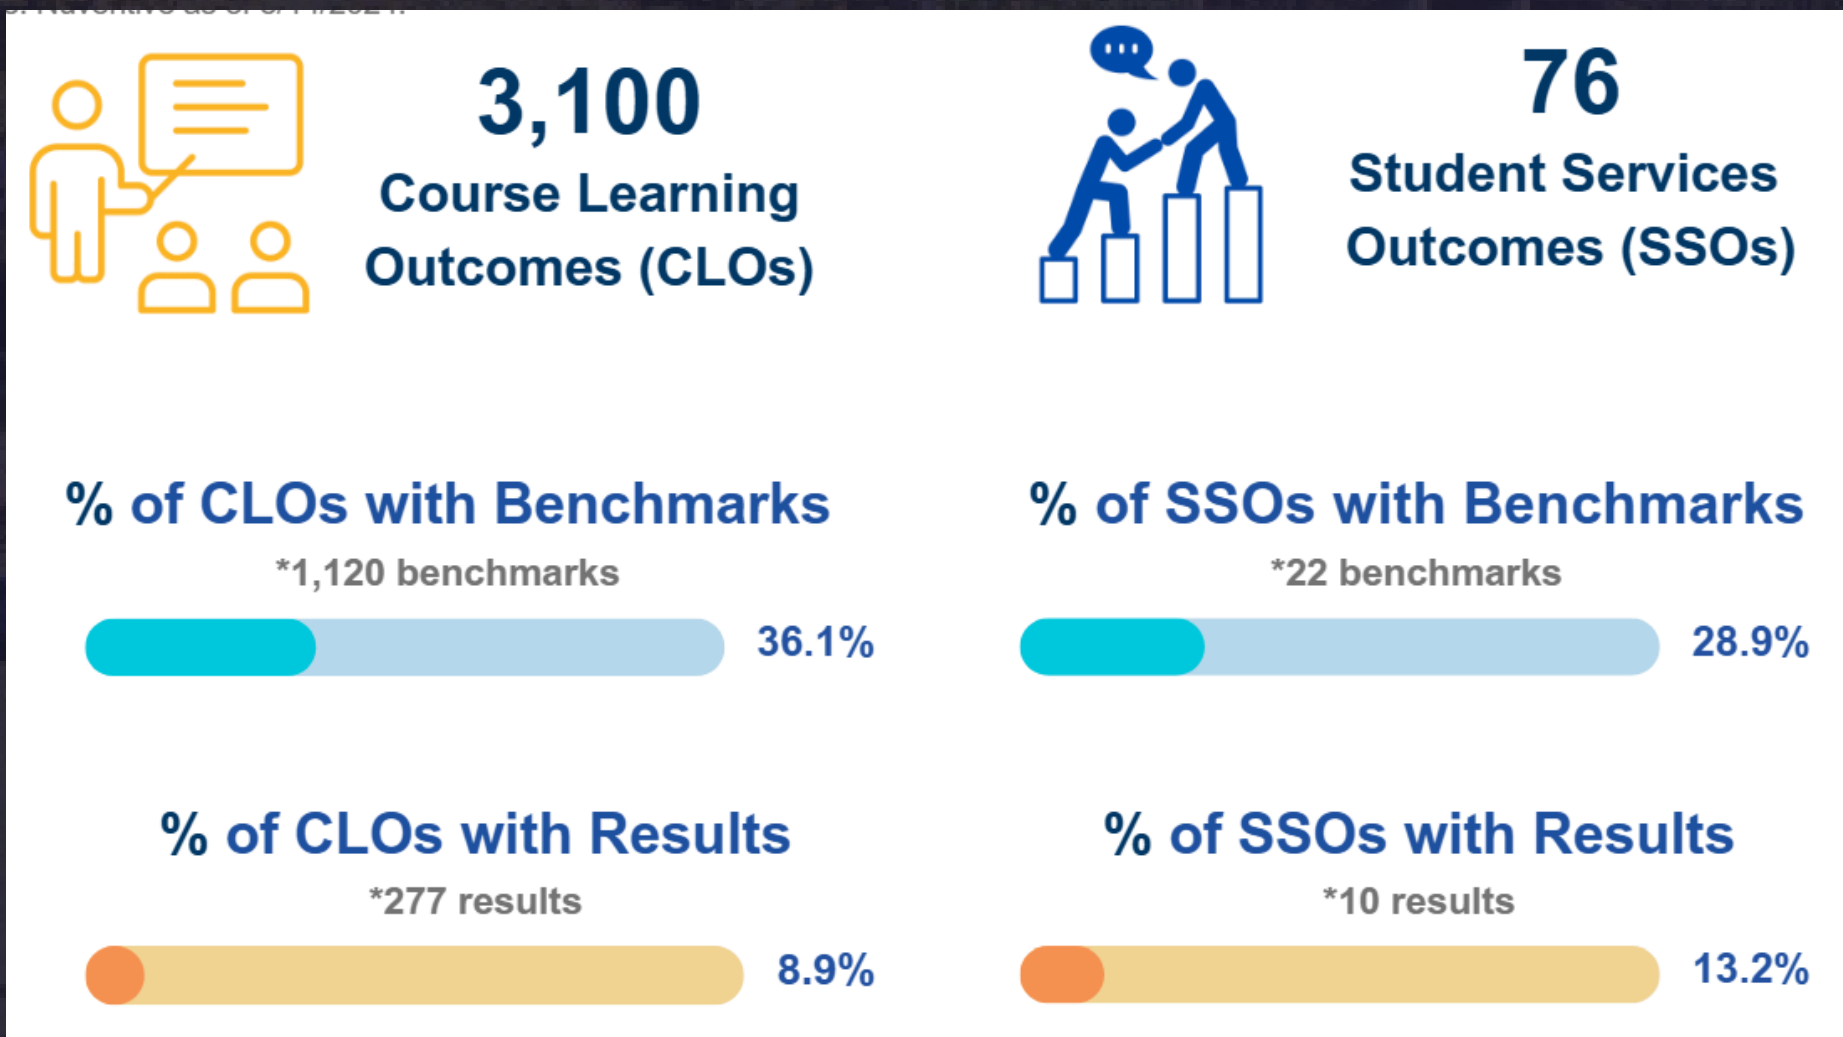 3,100
Course Learning
Outcomes (CLOs)
76
Student Services
Outcomes (SSOs)
% of CLOs with Benchmarks
*1,120 benchmarks
36.1%
% of SSOs with Benchmarks
*22 benchmarks
28.9%
% of CLOs with Results
*277 results
8.9%
% of SSOs with Results
*10 results
13.2%